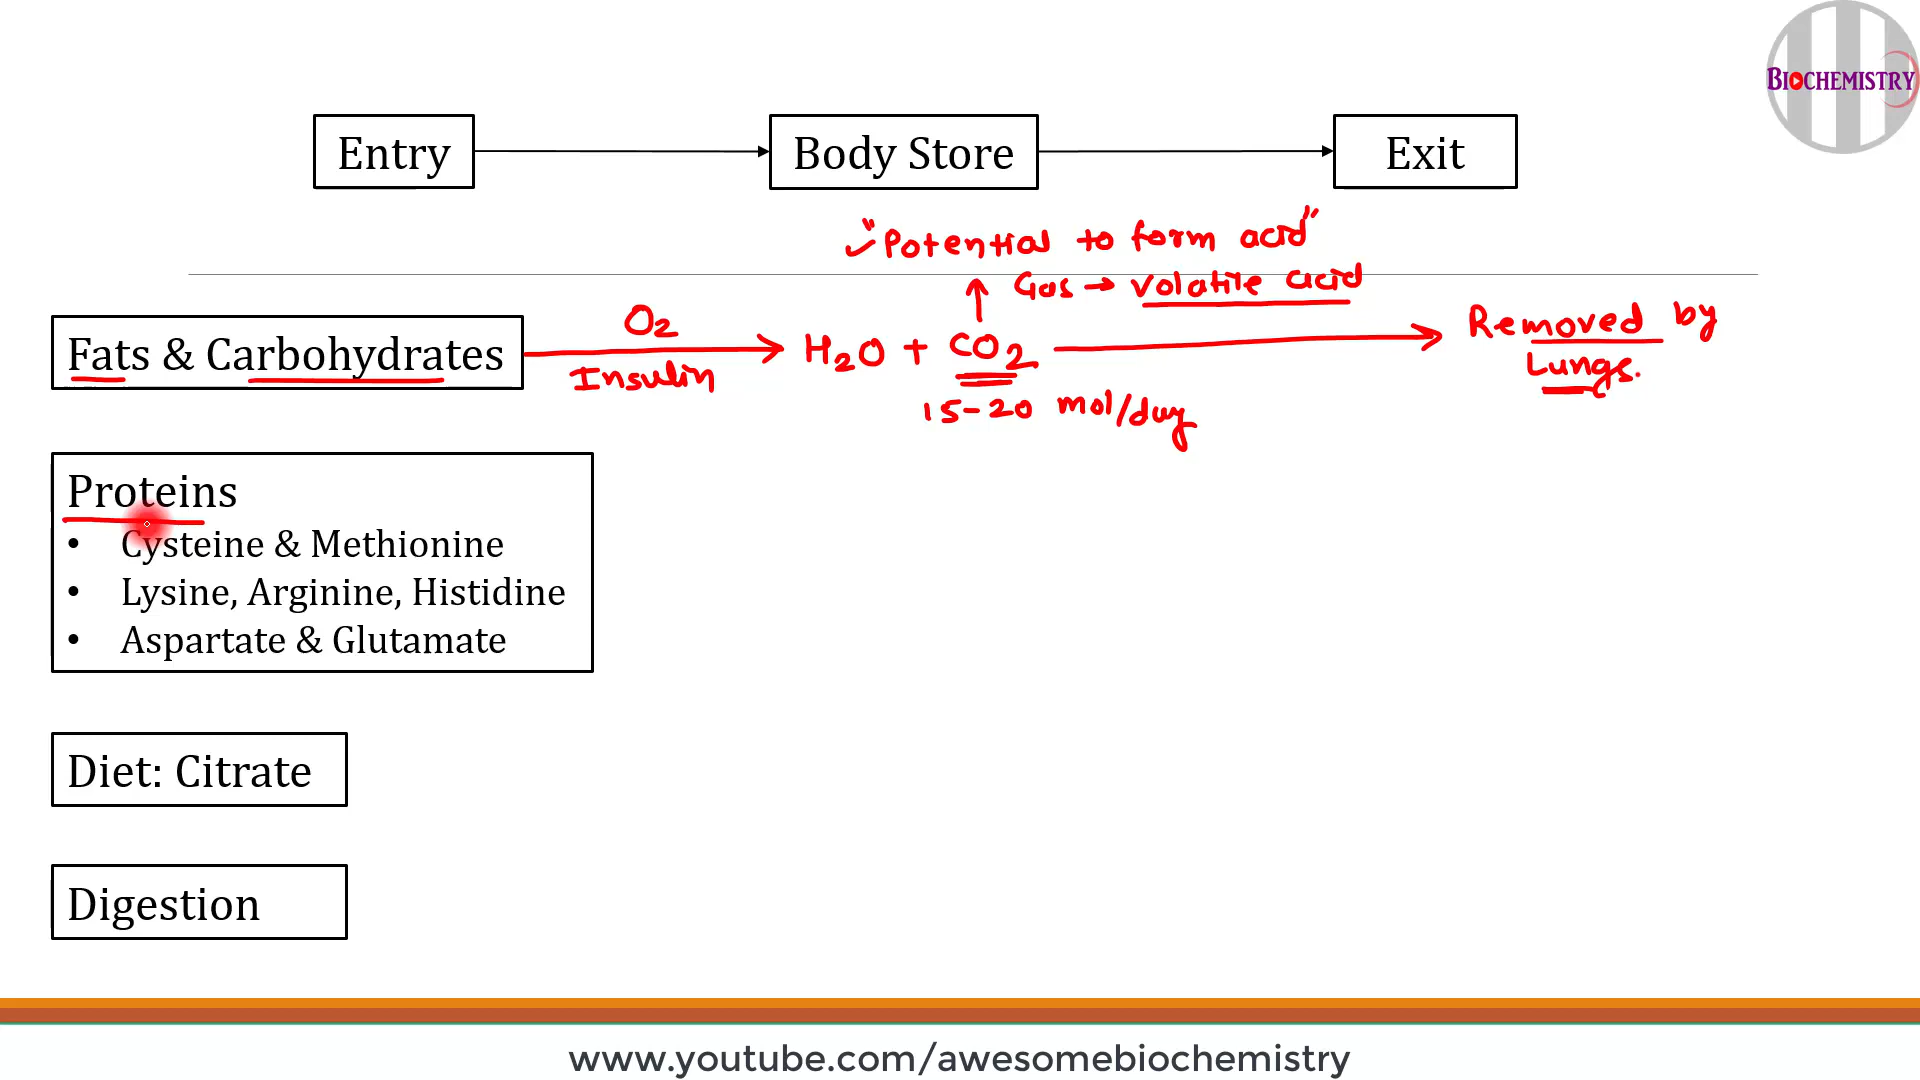 BIOCHEMISTRY
Entry
Body Store
Exit
"Potential to form acid"
Gas → Volatile acid
Fats & Carbohydrates
O2
Insulin
H2O + CO2
15-20 mol/day
Removed by
Lungs.
Proteins
• Cysteine & Methionine
• Lysine, Arginine, Histidine
• Aspartate & Glutamate
Diet: Citrate
Digestion
www.youtube.com/awesomebiochemistry